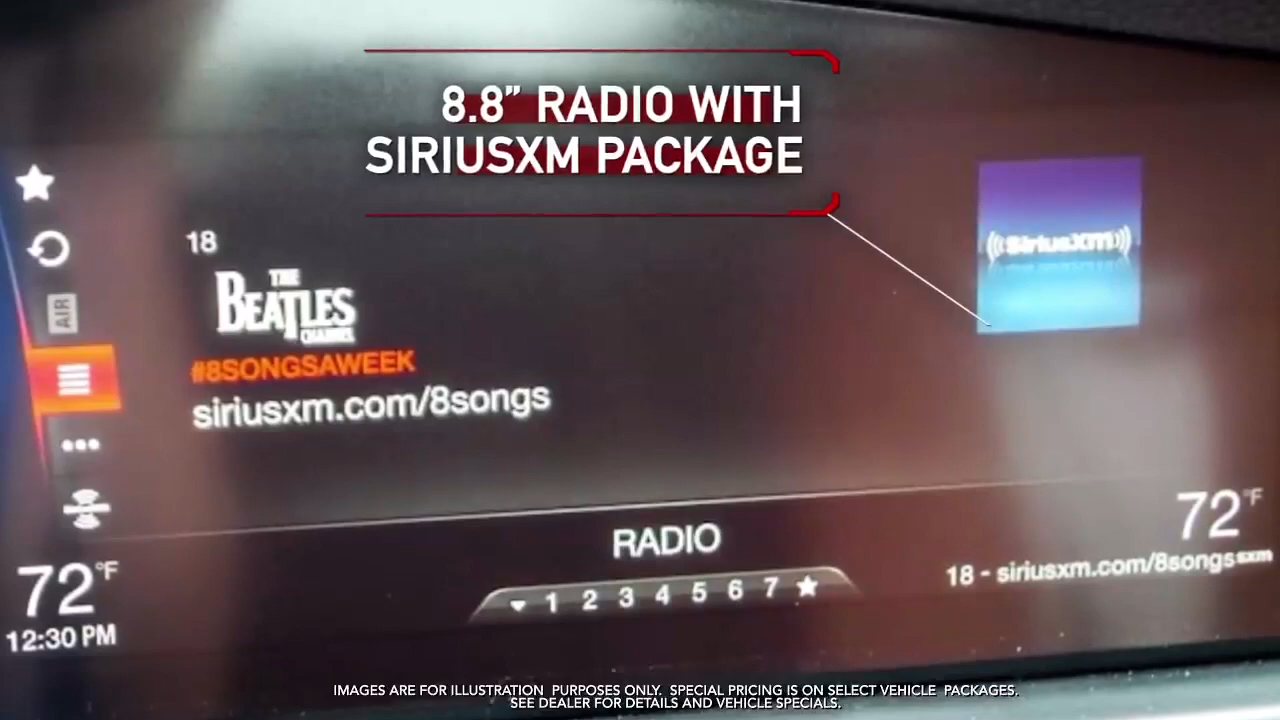 8.8” RADIO WITH
SIRIUSXM PACKAGE
18
THE
BEATLES
CHANNEL
#8SONGSAWEEK
siriusxm.com/8songs
((SiriusXM))
AIR
RADIO
72°F
18 - siriusxm.com/8songs sxm
1 2 3 4 5 6 7
72°F
12:30 PM
IMAGES ARE FOR ILLUSTRATION PURPOSES ONLY. SPECIAL PRICING IS ON SELECT VEHICLE PACKAGES.
SEE DEALER FOR DETAILS AND VEHICLE SPECIALS.